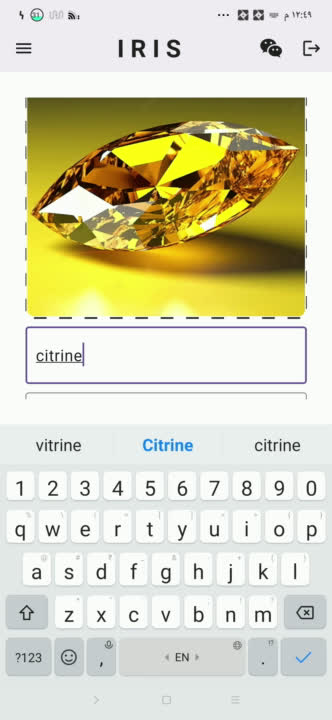 ١٢:٤٩ م
IRIS
citrine
vitrine Citrine citrine
1 2 3 4 5 6 7 8 9 0
q w e r t y u i o p
a s d f g h j k l
z x c v b n m
?123 , EN .